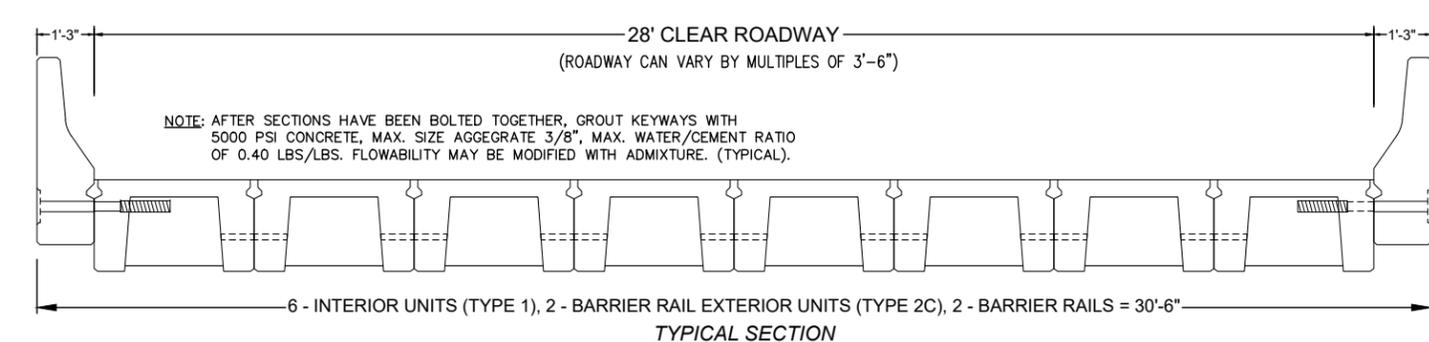 1'-3"
28' CLEAR ROADWAY
1'-3"
(ROADWAY CAN VARY BY MULTIPLES OF 3'-6")
NOTE: AFTER SECTIONS HAVE BEEN BOLTED TOGETHER, GROUT KEYWAYS WITH
5000 PSI CONCRETE, MAX. SIZE AGGEGRATE 3/8", MAX. WATER/CEMENT RATIO
OF 0.40 LBS/LBS. FLOWABILITY MAY BE MODIFIED WITH ADMIXTURE. (TYPICAL).
6 - INTERIOR UNITS (TYPE 1), 2 - BARRIER RAIL EXTERIOR UNITS (TYPE 2C), 2 - BARRIER RAILS = 30'-6"
TYPICAL SECTION